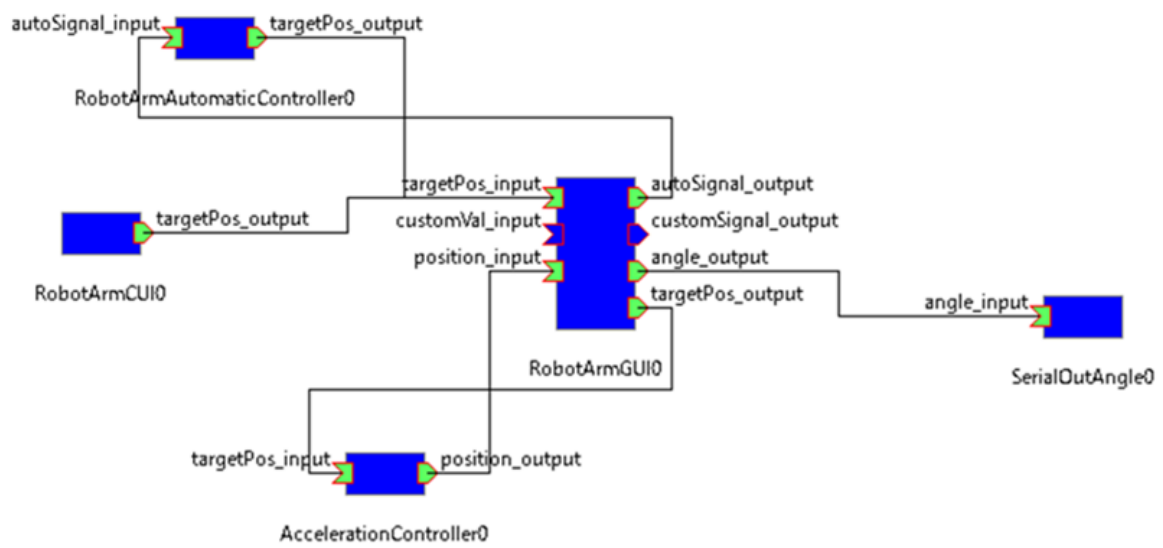 autoSignal_input
targetPos_output
RobotArmAutomaticController0
targetPos_input
autoSignal_output
targetPos_output
customVal_input
customSignal_output
position_input
angle_output
RobotArmCUI0
targetPos_output
angle_input
RobotArmGUI0
SerialOutAngle0
targetPos_input
position_output
AccelerationController0